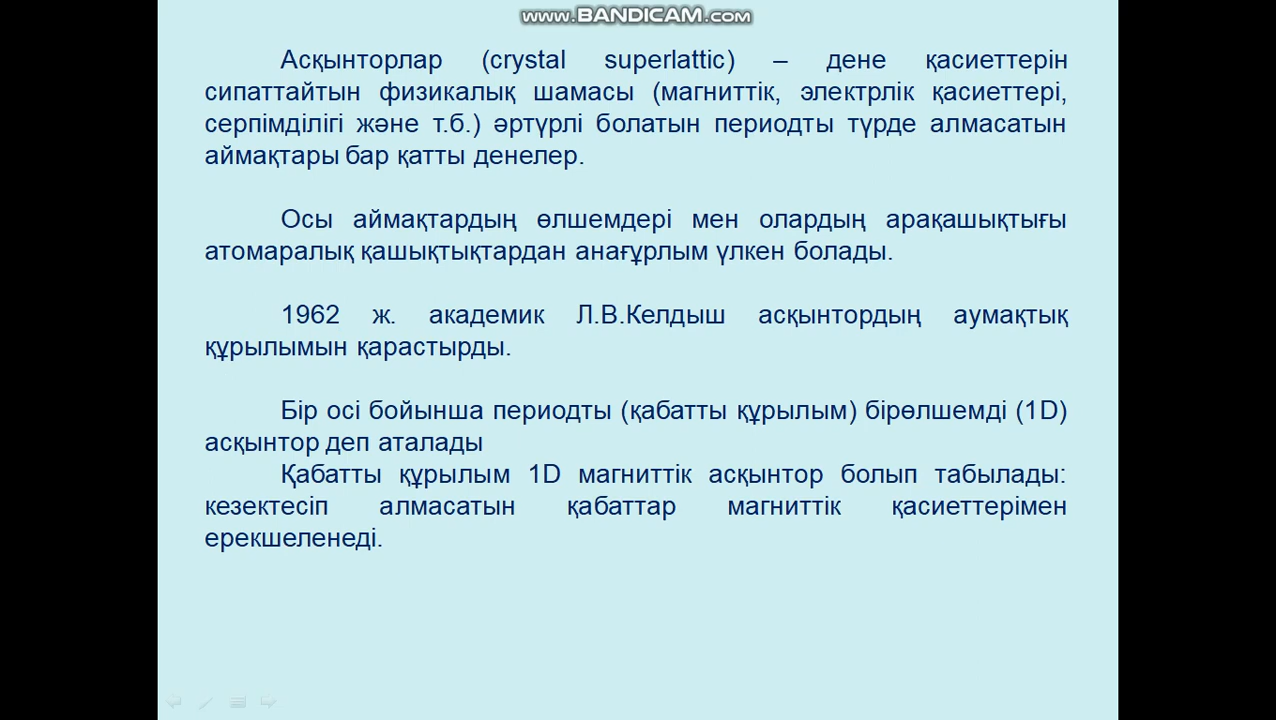 www.BANDICAM.com
Асқынторлар (crystal superlattic) – дене қасиеттерін
сипаттайтын физикалық шамасы (магниттік, электрлік қасиеттері,
серпімділігі және т.б.) әртүрлі болатын периодты түрде алмасатын
аймақтары бар қатты денелер.
Осы аймақтардың өлшемдері мен олардың арақашықтығы
атомаралық қашықтықтардан анағұрлым үлкен болады.
1962 ж. академик Л.В.Келдыш асқынтордың аумақтық
құрылымын қарастырды.
Бір осі бойынша периодты (қабатты құрылым) бірөлшемді (1D)
асқынтор деп аталады
Қабатты құрылым 1D магниттік асқынтор болып табылады:
кезектесіп алмасатын қабаттар магниттік қасиеттерімен
ерекшеленеді.